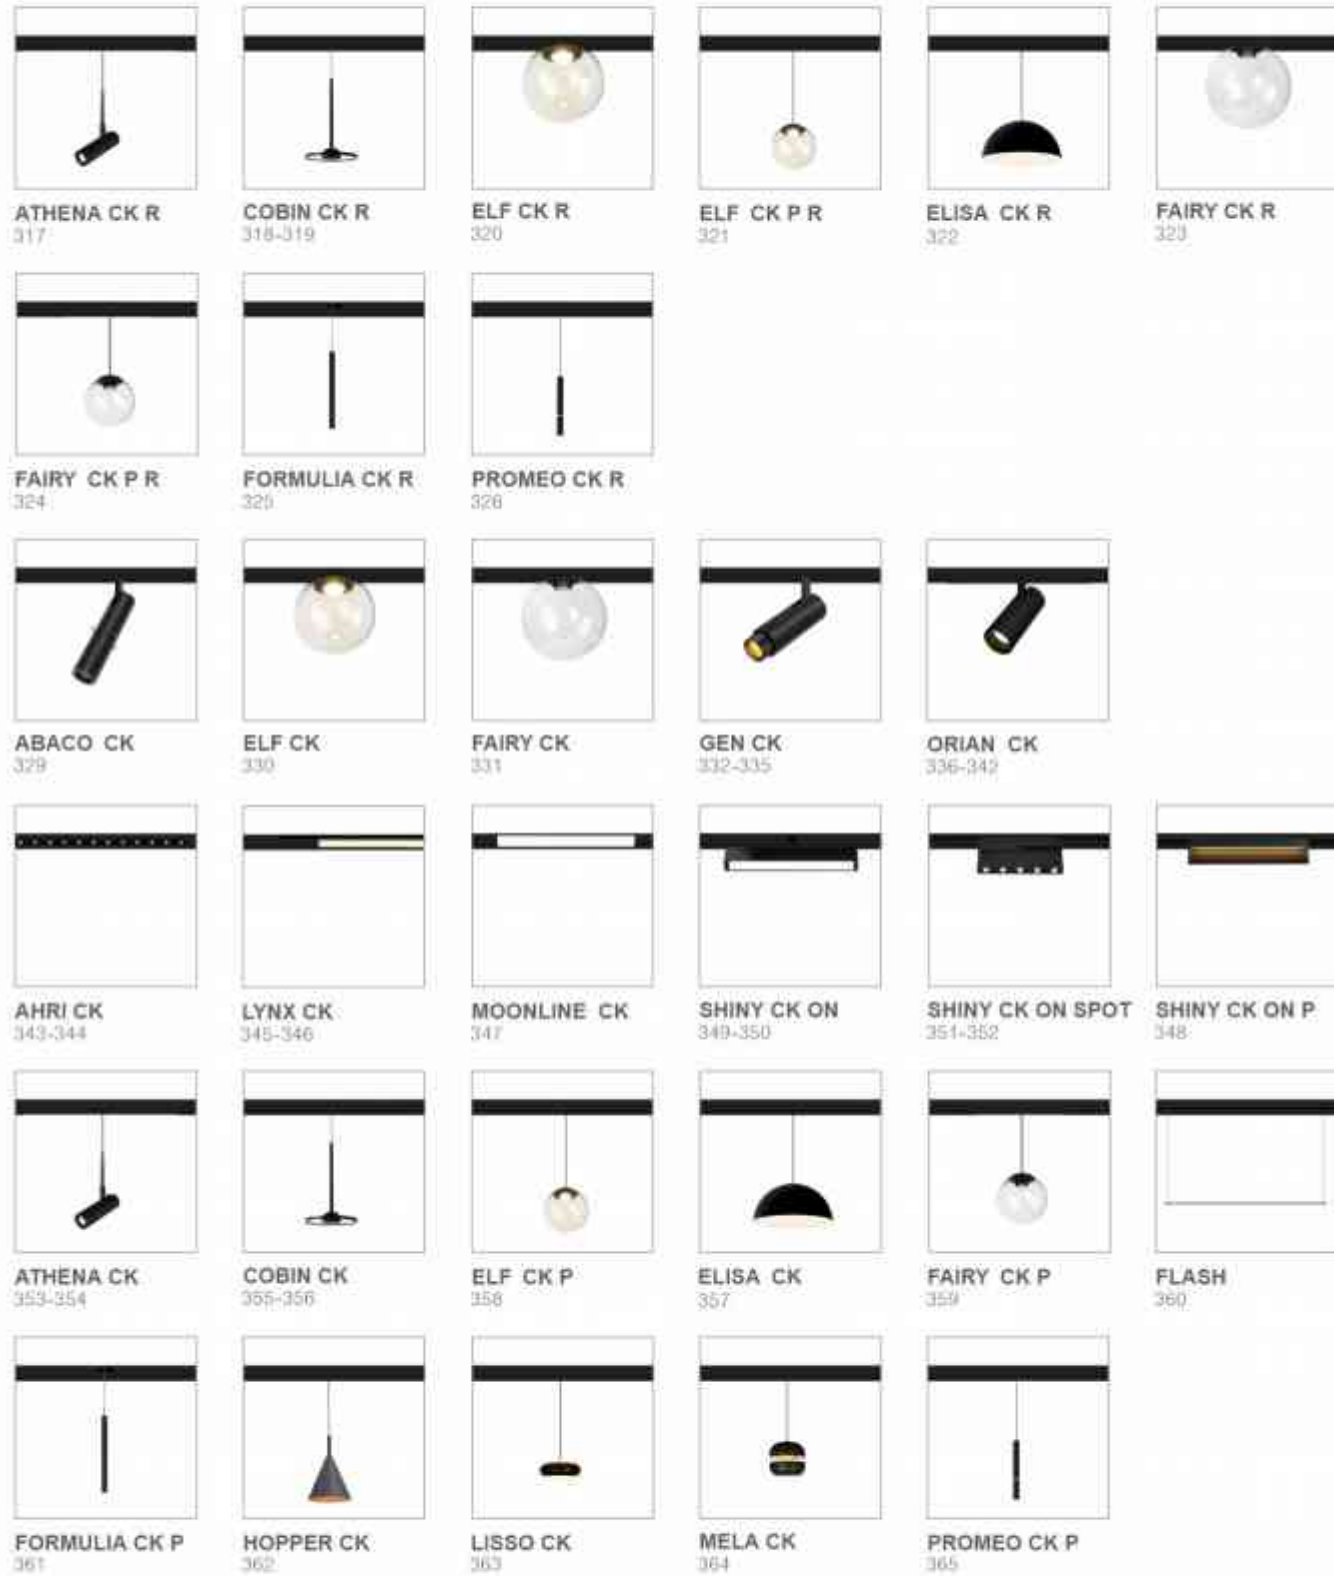 ATHENA CK R
317
COBIN CK R
318-319
ELF CK R
320
ELF CK P R
321
ELISA CK R
322
FAIRY CK R
323
FAIRY CK P R
324
FORMULIA CK R
325
PROMEO CK R
326
ABACO CK
329
ELF CK
330
FAIRY CK
331
GEN CK
332-335
ORIAN CK
336-342
AHRI CK
343-344
LYNX CK
345-346
MOONLINE CK
347
SHINY CK ON
349-350
SHINY CK ON SPOT
351-352
SHINY CK ON P
348
ATHENA CK
353-354
COBIN CK
355-356
ELF CK P
358
ELISA CK
357
FAIRY CK P
359
FLASH
360
FORMULIA CK P
361
HOPPER CK
362
LISSO CK
363
MELA CK
364
PROMEO CK P
365